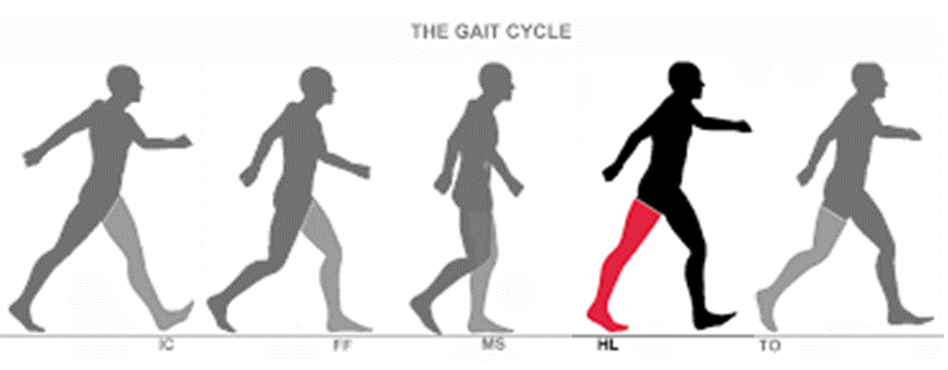 THE GAIT CYCLE
IC FF MS HL TO